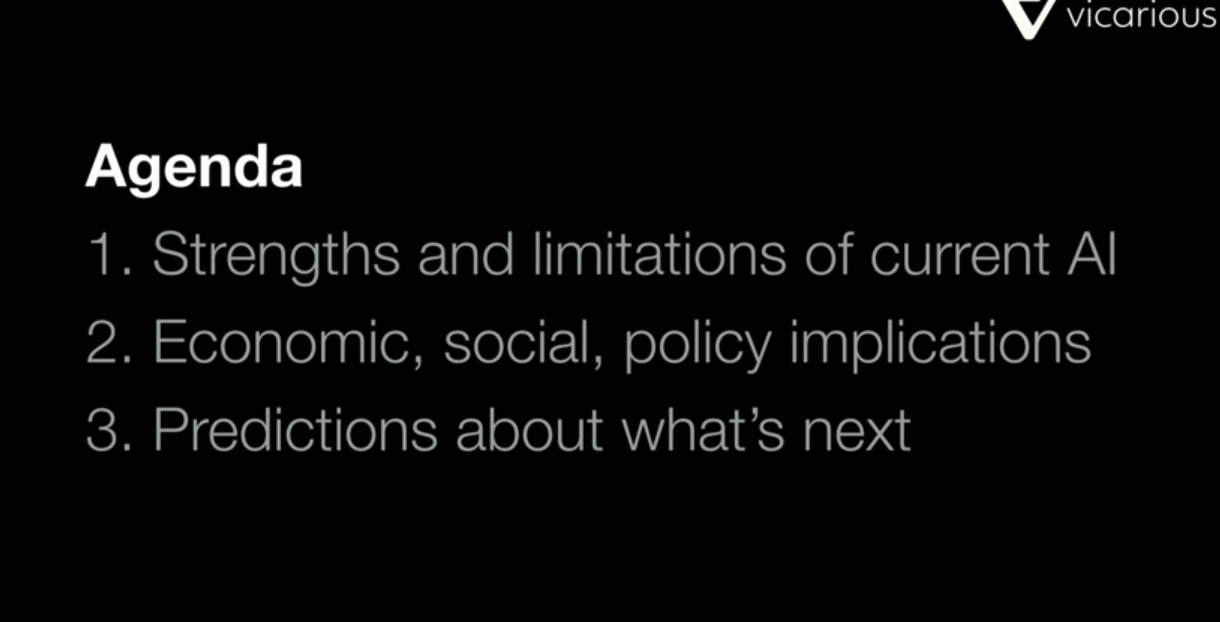 vicarious
Agenda
1. Strengths and limitations of current AI
2. Economic, social, policy implications
3. Predictions about what’s next